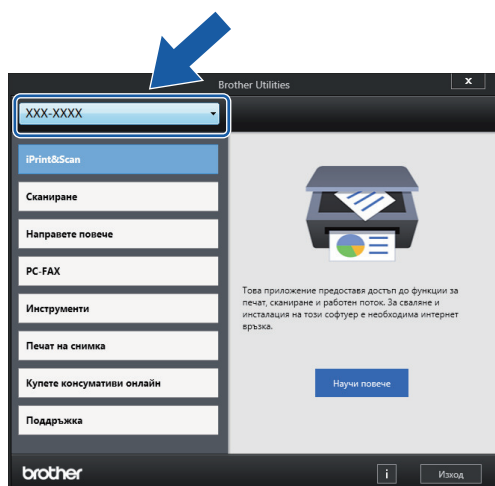 Brother Utilities
x
XXX-XXXX
iPrint&Scan
Сканиране
Направете повече
PC-FAX
Инструменти
Печат на снимка
Купете консумативи онлайн
Поддръжка
Това приложение предоставя достъп до функции за
печат, сканиране и работен поток. За сваляне и
инсталация на този софтуер е необходима интернет
връзка.
Научи повече
brother
i
Изход